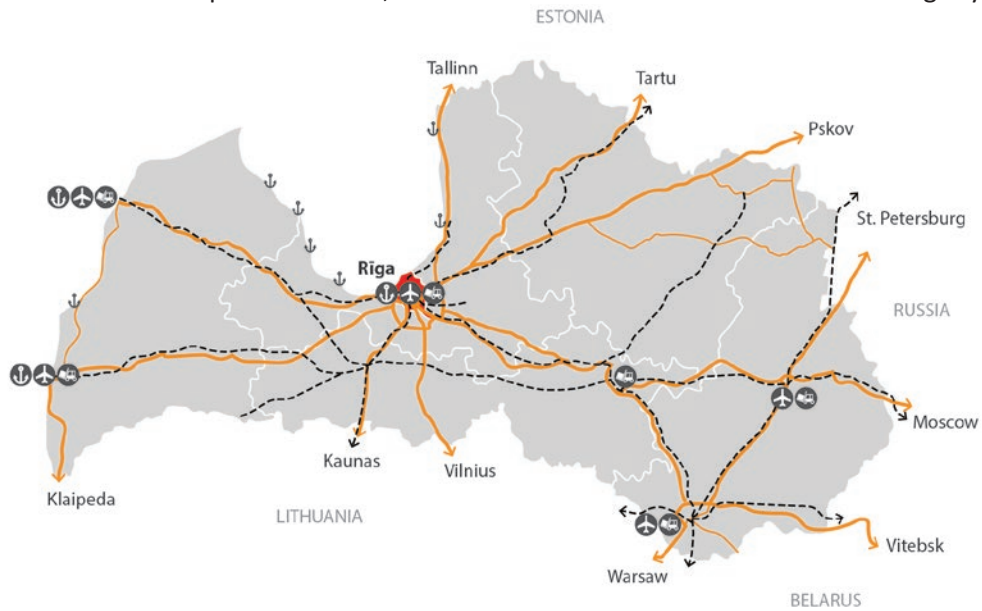 ESTONIA
Tallinn
Tartu
Pskov
St. Petersburg
Rīga
RUSSIA
Moscow
Kaunas
Vilnius
Klaipeda
LITHUANIA
Vitebsk
Warsaw
BELARUS